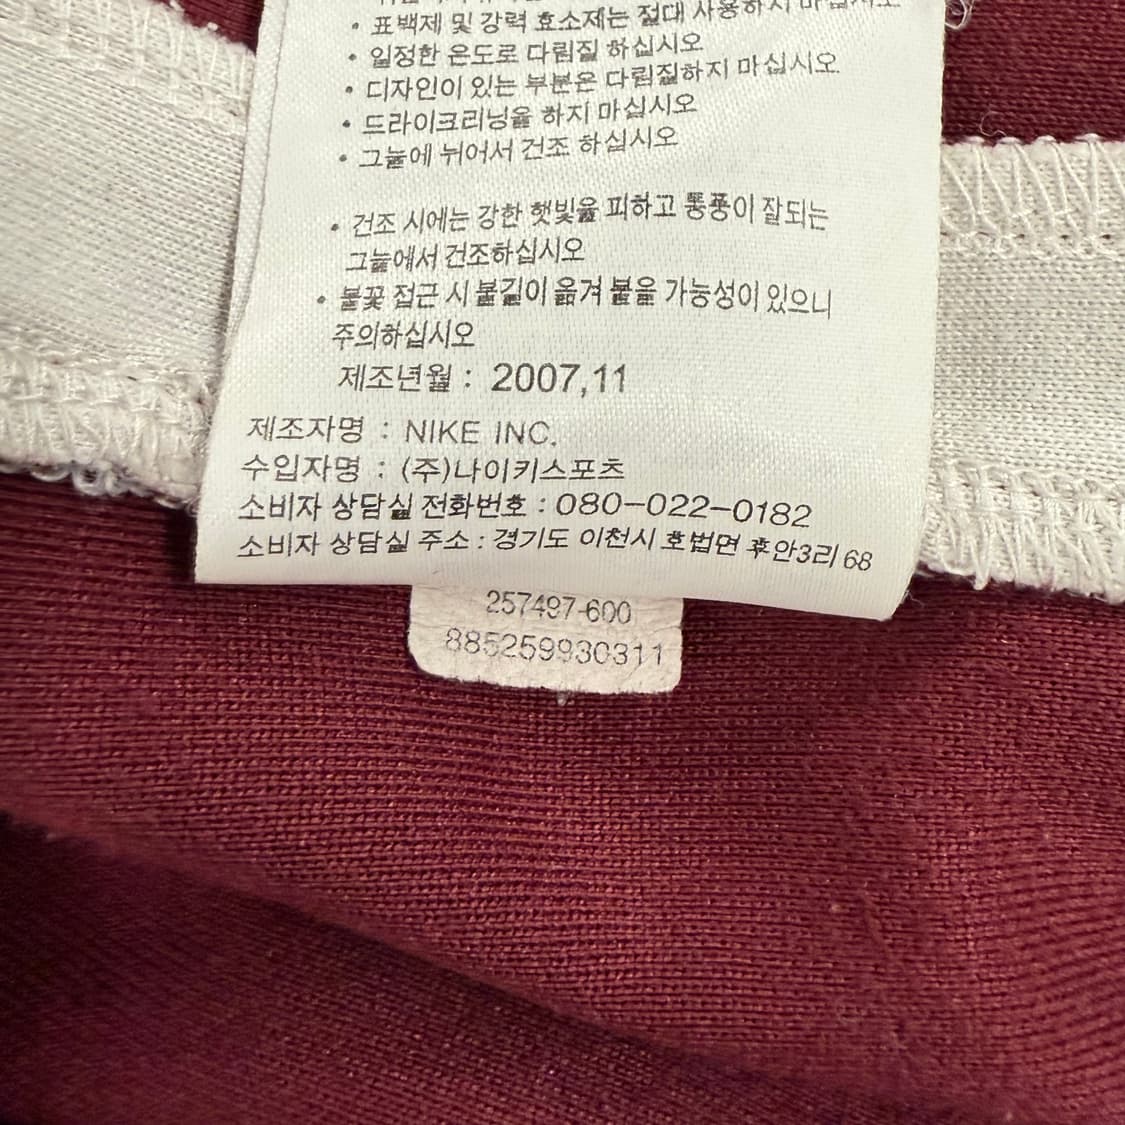 • 표백제 및 강력 효소제는 절대 사용하지 마십시오
• 일정한 온도로 다림질 하십시오
• 디자인이 있는 부분은 다림질하지 마십시오
• 드라이크리닝을 하지 마십시오
• 그늘에 뉘어서 건조 하십시오
• 건조 시에는 강한 햇빛을 피하고 통풍이 잘되는
그늘에서 건조하십시오
• 불꽃 접근 시 불길이 옮겨 붙을 가능성이 있으니
주의하십시오
제조년월 : 2007,11
제조자명 : NIKE INC.
수입자명 : (주)나이키스포츠
소비자 상담실 전화번호 : 080-022-0182
소비자 상담실 주소 : 경기도 이천시 호법면 후안3리 68
257497-600
885259930311